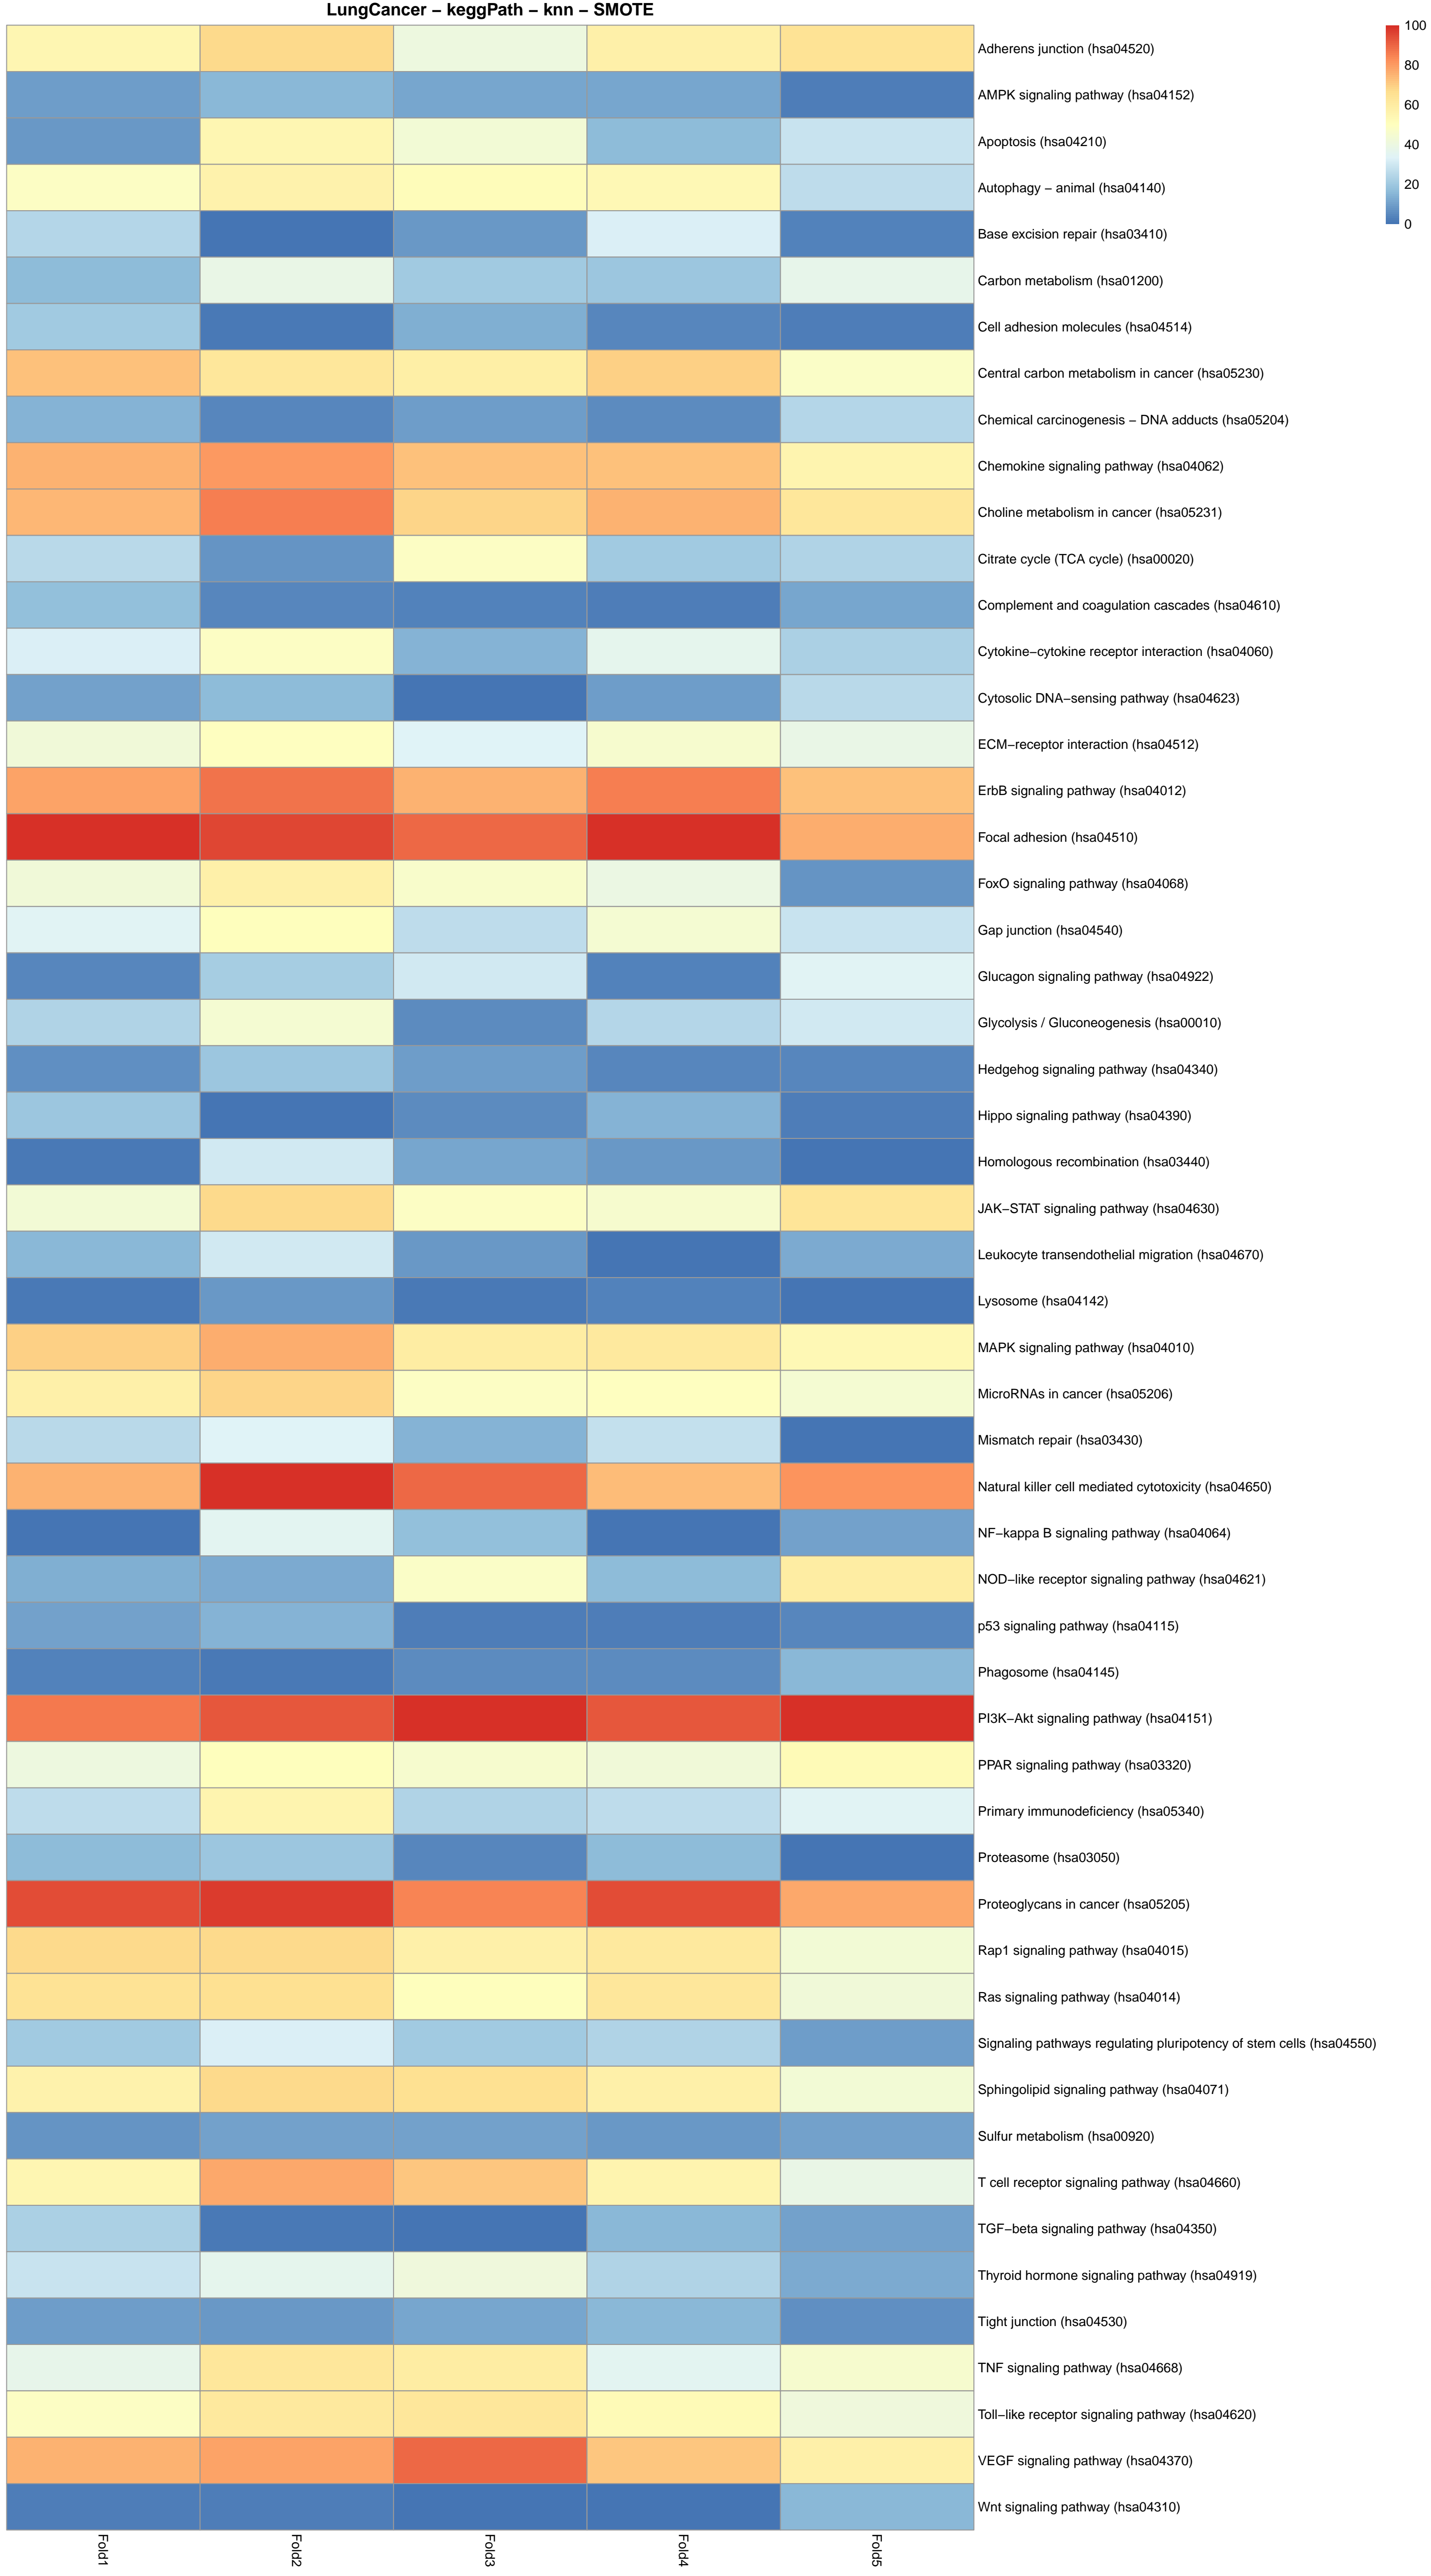 LungCancer − keggPath − knn − SMOTE
100
80
60
40
20
0
Adherens junction (hsa04520)
AMPK signaling pathway (hsa04152)
Apoptosis (hsa04210)
Autophagy − animal (hsa04140)
Base excision repair (hsa03410)
Carbon metabolism (hsa01200)
Cell adhesion molecules (hsa04514)
Central carbon metabolism in cancer (hsa05230)
Chemical carcinogenesis − DNA adducts (hsa05204)
Chemokine signaling pathway (hsa04062)
Choline metabolism in cancer (hsa05231)
Citrate cycle (TCA cycle) (hsa00020)
Complement and coagulation cascades (hsa04610)
Cytokine−cytokine receptor interaction (hsa04060)
Cytosolic DNA−sensing pathway (hsa04623)
ECM−receptor interaction (hsa04512)
ErbB signaling pathway (hsa04012)
Focal adhesion (hsa04510)
FoxO signaling pathway (hsa04068)
Gap junction (hsa04540)
Glucagon signaling pathway (hsa04922)
Glycolysis / Gluconeogenesis (hsa00010)
Hedgehog signaling pathway (hsa04340)
Hippo signaling pathway (hsa04390)
Homologous recombination (hsa03440)
JAK−STAT signaling pathway (hsa04630)
Leukocyte transendothelial migration (hsa04670)
Lysosome (hsa04142)
MAPK signaling pathway (hsa04010)
MicroRNAs in cancer (hsa05206)
Mismatch repair (hsa03430)
Natural killer cell mediated cytotoxicity (hsa04650)
NF−kappa B signaling pathway (hsa04064)
NOD−like receptor signaling pathway (hsa04621)
p53 signaling pathway (hsa04115)
Phagosome (hsa04145)
PI3K−Akt signaling pathway (hsa04151)
PPAR signaling pathway (hsa03320)
Primary immunodeficiency (hsa05340)
Proteasome (hsa03050)
Proteoglycans in cancer (hsa05205)
Rap1 signaling pathway (hsa04015)
Ras signaling pathway (hsa04014)
Signaling pathways regulating pluripotency of stem cells (hsa04550)
Sphingolipid signaling pathway (hsa04071)
Sulfur metabolism (hsa00920)
T cell receptor signaling pathway (hsa04660)
TGF−beta signaling pathway (hsa04350)
Thyroid hormone signaling pathway (hsa04919)
Tight junction (hsa04530)
TNF signaling pathway (hsa04668)
Toll−like receptor signaling pathway (hsa04620)
VEGF signaling pathway (hsa04370)
Wnt signaling pathway (hsa04310)
Fold1
Fold2
Fold3
Fold4
Fold5